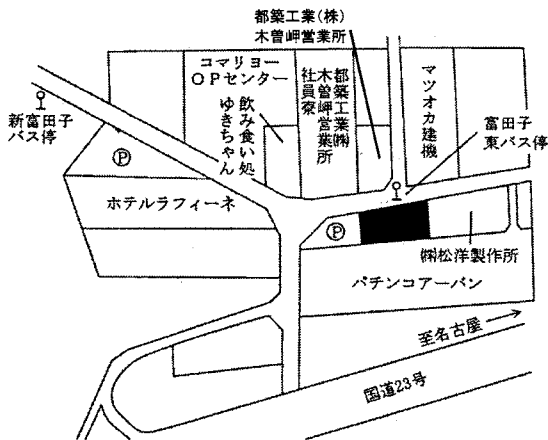 都築工業(株)
木曽岬営業所
コマリヨー
OPセンター
都築工業㈱
木曽岬営業所
社員寮
マツオカ建機
飲み食い処
ゆきちゃん
新富田子
バス停
富田子
東バス停
Ⓟ
ホテルラフィーネ
Ⓟ
㈱松洋製作所
パチンコアーバン
至名古屋
国道23号